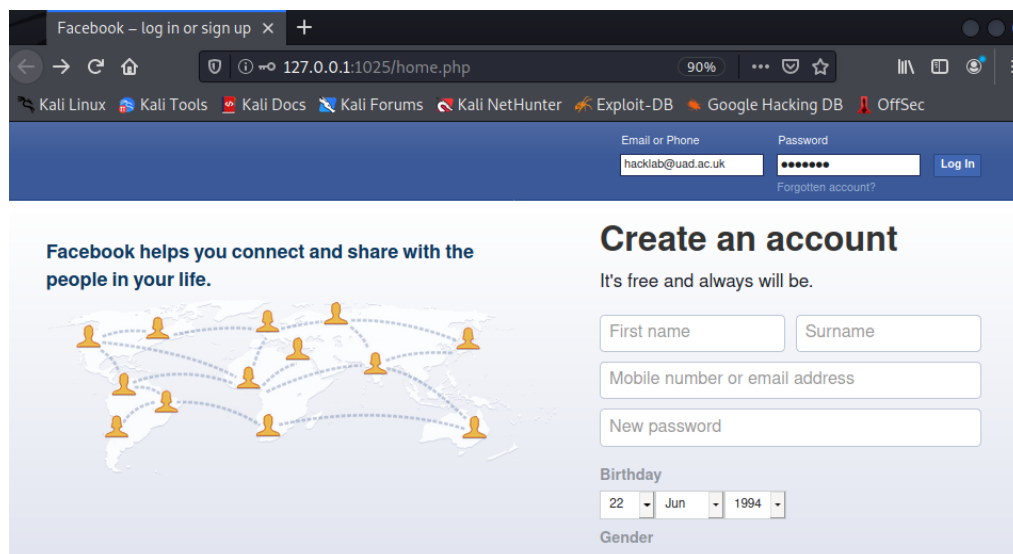 Facebook – log in or sign up
127.0.0.1:1025/home.php 90%
Kali Linux Kali Tools Kali Docs Kali Forums Kali NetHunter Exploit-DB Google Hacking DB OffSec
Email or Phone Password
hacklab@uad.ac.uk ●●●●●●● Log In
Forgotten account?
Facebook helps you connect and share with the
people in your life.
Create an account
It's free and always will be.
First name Surname
Mobile number or email address
New password
Birthday
22 Jun 1994
Gender